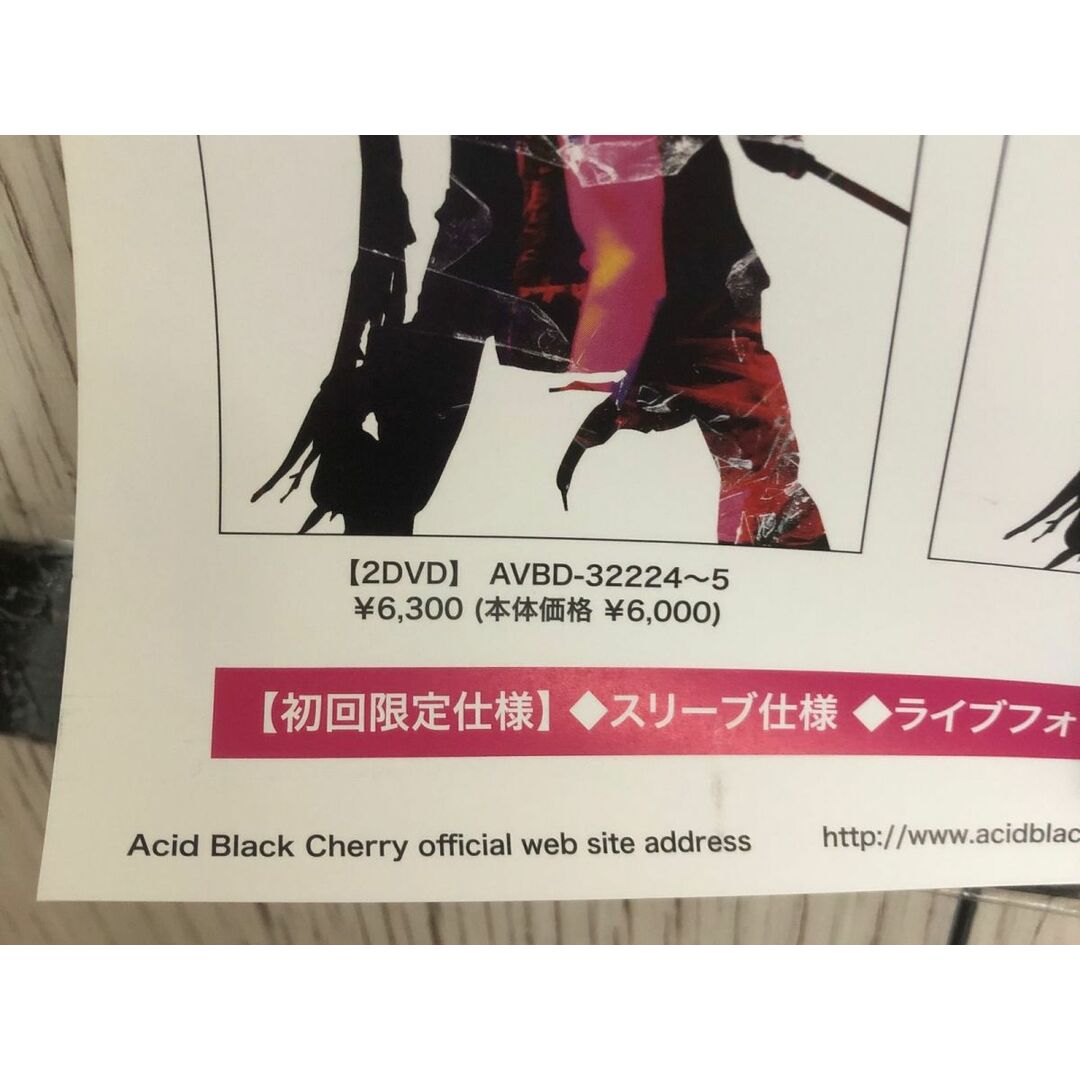 【2DVD】 AVBD-32224～5
¥6,300 (本体価格 ¥6,000)
【初回限定仕様】◆スリーブ仕様 ◆ライブフォ
Acid Black Cherry official web site address http://www.acidblac